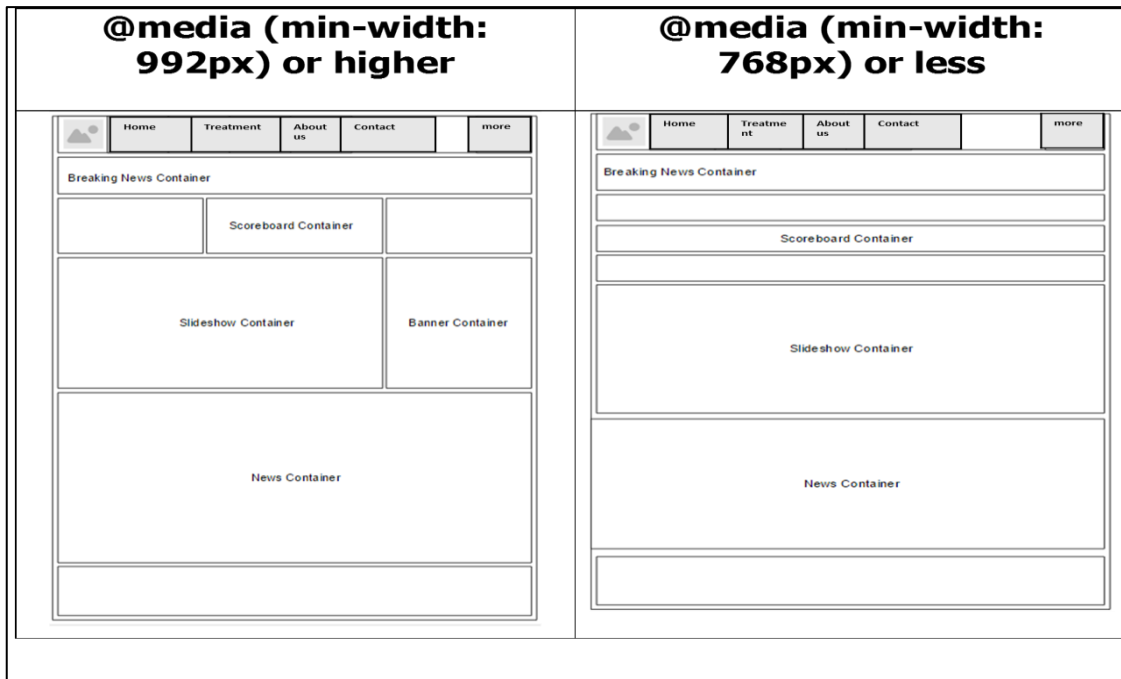 @media (min-width:
992px) or higher
@media (min-width:
768px) or less
Home Treatment About Contact more
us
Breaking News Container
Scoreboard Container
Slideshow Container Banner Container
News Container
Home Treatme About Contact more
nt us
Breaking News Container
Scoreboard Container
Slideshow Container
News Container